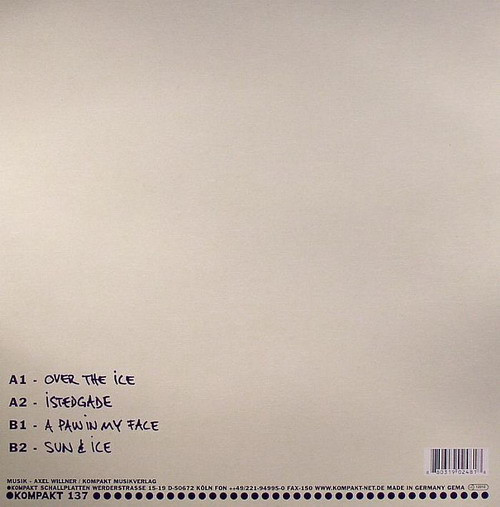 A1 - OVER THE ICE
A2 - ISTEDGADE
B1 - A PAW IN MY FACE
B2 - SUN & ICE
MUSIK - AXEL WILLNER / KOMPAKT MUSIKVERLAG
KOMPAKT SCHALLPLATTEN WERDERSTRASSE 15-19 D-50672 KÖLN FON ++49/221-94995-0 FAX-150 WWW.KOMPAKT-NET.DE MADE IN GERMANY GEMA
KOMPAKT 137